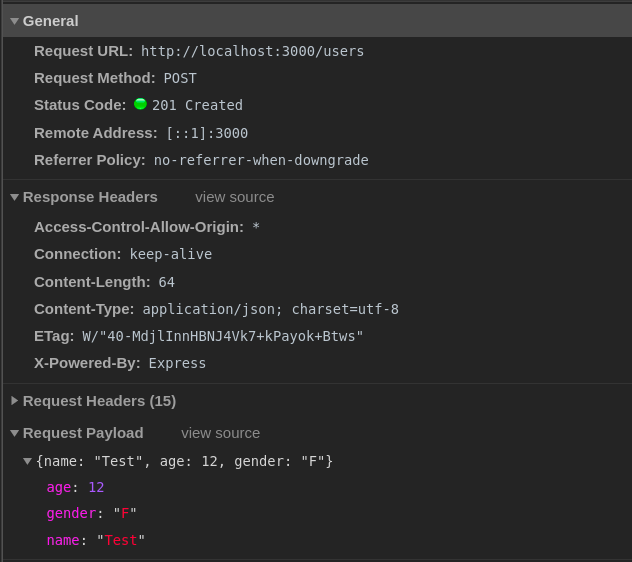 General
Request URL: http://localhost:3000/users
Request Method: POST
Status Code: 201 Created
Remote Address: [::1]:3000
Referrer Policy: no-referrer-when-downgrade
Response Headers view source
Access-Control-Allow-Origin: *
Connection: keep-alive
Content-Length: 64
Content-Type: application/json; charset=utf-8
ETag: W/"40-MdjlInnHBNJ4Vk7+kPayok+Btws"
X-Powered-By: Express
Request Headers (15)
Request Payload view source
{name: "Test", age: 12, gender: "F"}
age: 12
gender: "F"
name: "Test"